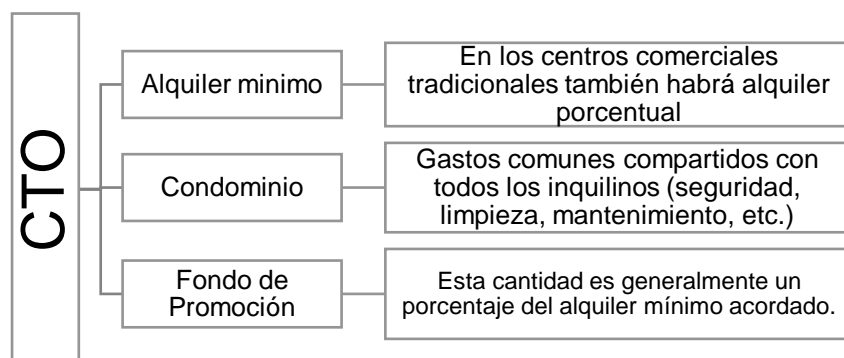 CTO
Alquiler minimo
En los centros comerciales
tradicionales también habrá alquiler
porcentual
Condominio
Gastos comunes compartidos con
todos los inquilinos (seguridad,
limpieza, mantenimiento, etc.)
Fondo de
Promoción
Esta cantidad es generalmente un
porcentaje del alquiler mínimo acordado.